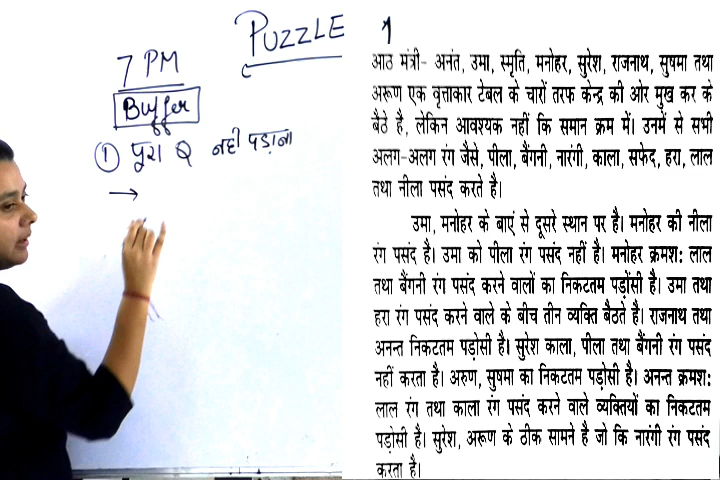 PUZZLE 1
7 PM
Buffer
① पूरा Q नही पढ़ाना
→
आठ मंत्री- अनंत, उमा, स्मृति, मनोहर, सुरेश, राजनाथ, सुषमा तथा
अरूण एक वृत्ताकार टेबल के चारों तरफ केन्द्र की ओर मुख कर के
बैठे है, लेकिन आवश्यक नहीं कि समान क्रम में। उनमें से सभी
अलग-अलग रंग जैसे, पीला, बैंगनी, नारंगी, काला, सफेद, हरा, लाल
तथा नीला पसंद करते है।
उमा, मनोहर के बाएं से दूसरे स्थान पर है। मनोहर की नीला
रंग पसंद है। उमा को पीला रंग पसंद नहीं है। मनोहर क्रमश: लाल
तथा बैंगनी रंग पसंद करने वालों का निकटतम पड़ोंसी है। उमा तथा
हरा रंग पसंद करने वाले के बीच तीन व्यक्ति बैठते है। राजनाथ तथा
अनन्त निकटतम पड़ोसी है। सुरेश काला, पीला तथा बैंगनी रंग पसंद
नहीं करता है। अरुण, सुषमा का निकटतम पड़ोसी है। अनन्त क्रमश:
लाल रंग तथा काला रंग पसंद करने वाले व्यक्तियों का निकटतम
पड़ोसी है। सुरेश, अरूण के ठीक सामने है जो कि नारंगी रंग पसंद
करता है।